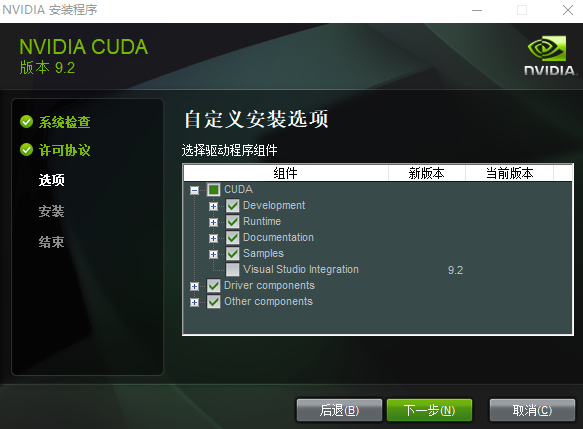 NVIDIA 安装程序
NVIDIA CUDA
版本 9.2
NVIDIA.
系统检查
许可协议
选项
安装
结束
自定义安装选项
选择驱动程序组件
组件 新版本 当前版本
CUDA
Development
Runtime
Documentation
Samples
Visual Studio Integration 9.2
Driver components
Other components
后退(B) 下一步(N) 取消(C)